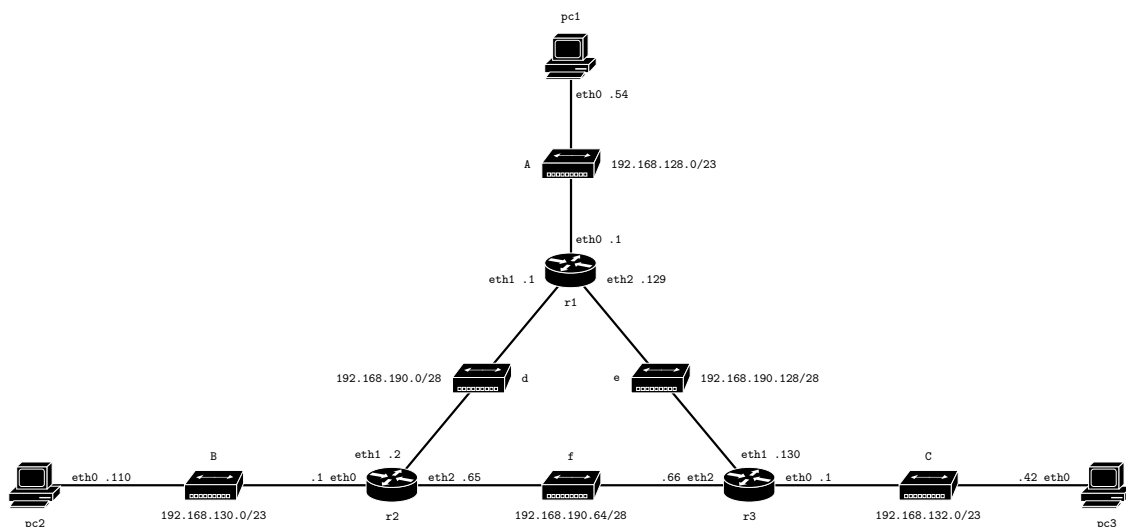 pc1
eth0 .54
A 192.168.128.0/23
eth0 .1
eth1 .1 eth2 .129
r1
192.168.190.0/28 d e 192.168.190.128/28
B eth1 .2 f eth1 .130 C
eth0 .110 .1 eth0 eth2 .65 .66 eth2 eth0 .1 .42 eth0
192.168.130.0/23 r2 192.168.190.64/28 r3 192.168.132.0/23
pc2 pc3